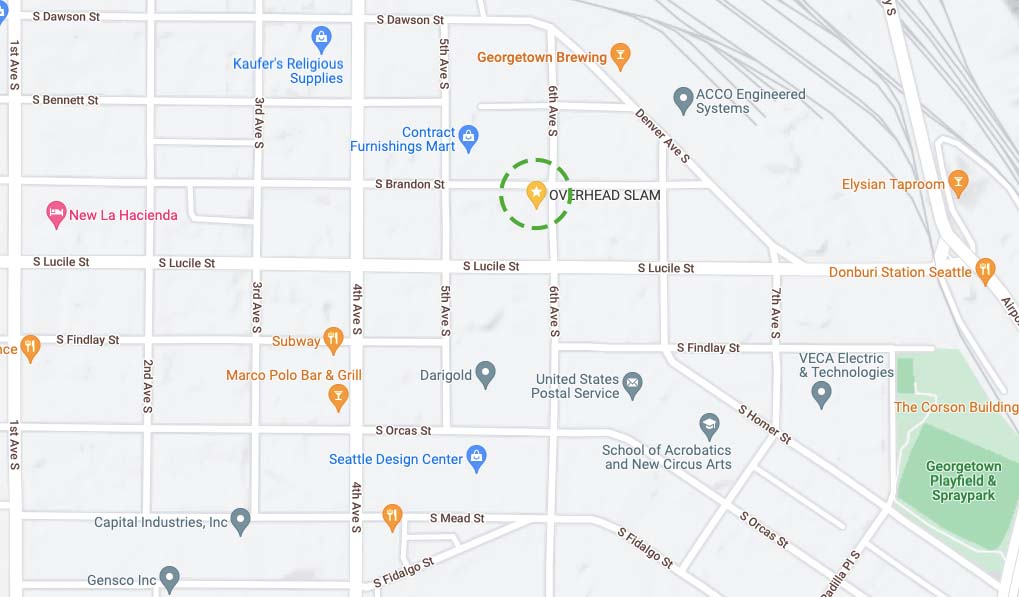 S Dawson St
S Dawson St
y S
1st Ave S
Kaufer's Religious
Supplies
5th Ave S
Georgetown Brewing
S Bennett St
3rd Ave S
6th Ave S
ACCO Engineered
Systems
Denver Ave S
Contract
Furnishings Mart
S Brandon St
OVERHEAD SLAM
Elysian Taproom
New La Hacienda
S Lucile St
S Lucile St
S Lucile St
S Lucile St
Donburi Station Seattle
3rd Ave S
4th Ave S
5th Ave S
6th Ave S
7th Ave S
Airpo
nce
S Findlay St
Subway
S Findlay St
VECA Electric
& Technologies
2nd Ave S
Marco Polo Bar & Grill
Darigold
United States
Postal Service
The Corson Building
1st Ave S
S Orcas St
S Homer St
Seattle Design Center
School of Acrobatics
and New Circus Arts
Georgetown
Playfield &
Spraypark
4th Ave S
Capital Industries, Inc
S Mead St
S Orcas St
S Fidalgo St
Padilla Pl S
Gensco Inc
S Fidalgo St